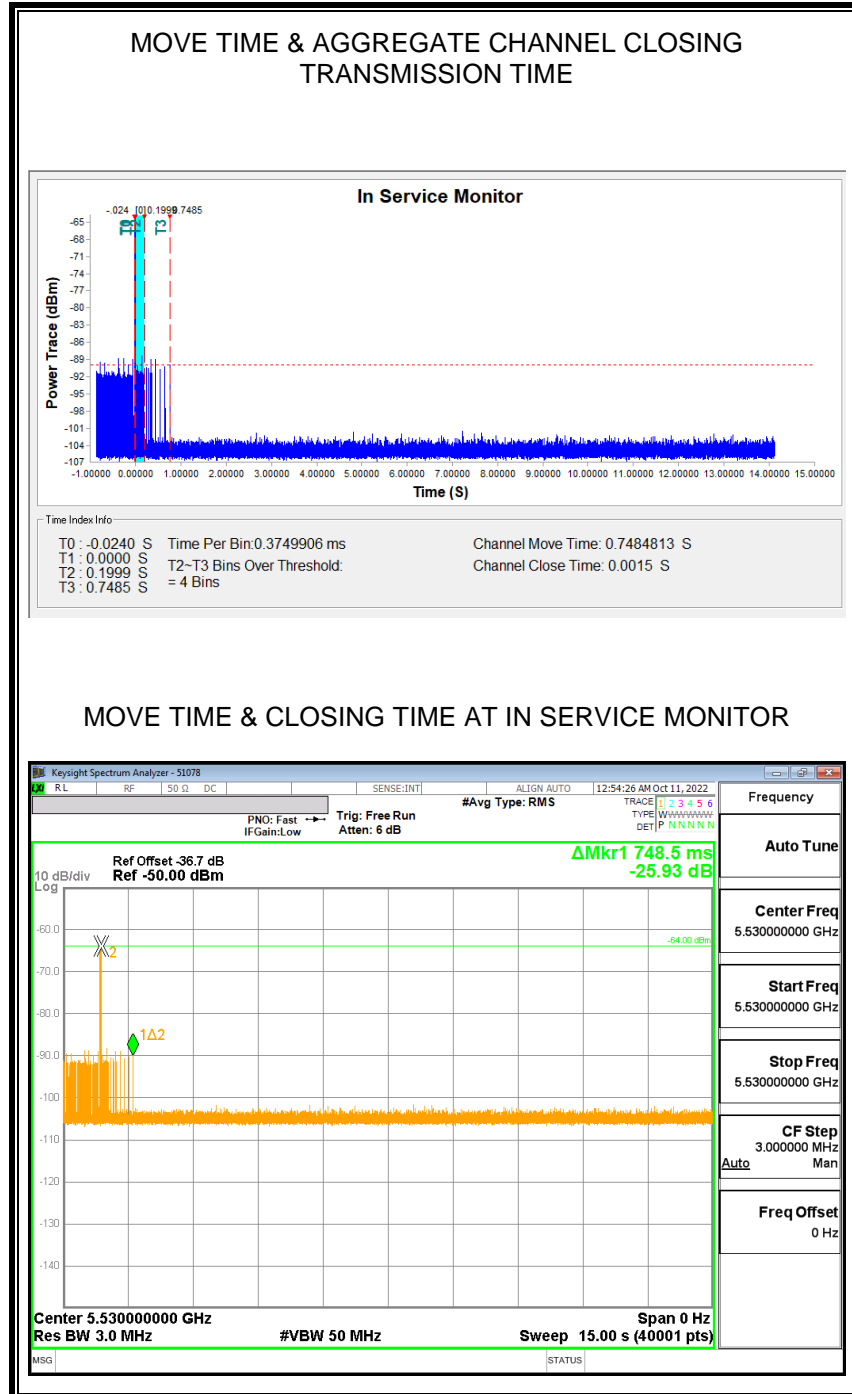 MOVE TIME & AGGREGATE CHANNEL CLOSING
TRANSMISSION TIME
In Service Monitor
-.024 [0] 0.1999 0.7485
T0 T2 T3
Power Trace (dBm)
-65
-68
-71
-74
-77
-80
-83
-86
-89
-92
-95
-98
-101
-104
-107
-1.00000 0.00000 1.00000 2.00000 3.00000 4.00000 5.00000 6.00000 7.00000 8.00000 9.00000 10.00000 11.00000 12.00000 13.00000 14.00000 15.00000
Time (S)
Time Index Info
T0 : -0.0240 S
T1 : 0.0000 S
T2 : 0.1999 S
T3 : 0.7485 S
Time Per Bin:0.3749906 ms
T2~T3 Bins Over Threshold:
= 4 Bins
Channel Move Time: 0.7484813 S
Channel Close Time: 0.0015 S
MOVE TIME & CLOSING TIME AT IN SERVICE MONITOR
Keysight Spectrum Analyzer - 51078
LXI RL RF 50 Ω DC SENSE:INT ALIGN AUTO 12:54:26 AM Oct 11, 2022
PNO: Fast
IFGain:Low
Trig: Free Run
Atten: 6 dB
#Avg Type: RMS
TRACE 1 2 3 4 5 6
TYPE WWWWWW
DET P N N N N N
ΔMkr1 748.5 ms
-25.93 dB
Ref Offset -36.7 dB
10 dB/div Ref -50.00 dBm
Log
-60.0
-70.0
-80.0
-90.0
-100
-110
-120
-130
-140
-64.00 dBm
2
1Δ2
Center 5.530000000 GHz Span 0 Hz
Res BW 3.0 MHz #VBW 50 MHz Sweep 15.00 s (40001 pts)
MSG STATUS
Frequency
Auto Tune
Center Freq
5.530000000 GHz
Start Freq
5.530000000 GHz
Stop Freq
5.530000000 GHz
CF Step
3.000000 MHz
Auto Man
Freq Offset
0 Hz